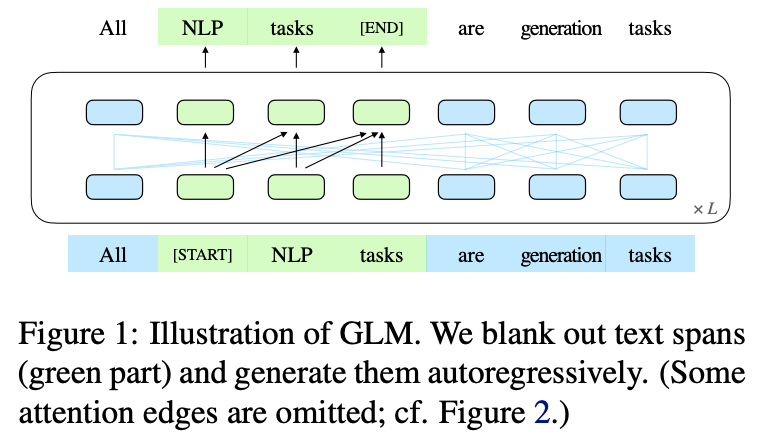 All NLP tasks [END] are generation tasks
× L
All [START] NLP tasks are generation tasks
Figure 1: Illustration of GLM. We blank out text spans
(green part) and generate them autoregressively. (Some
attention edges are omitted; cf. Figure 2.)